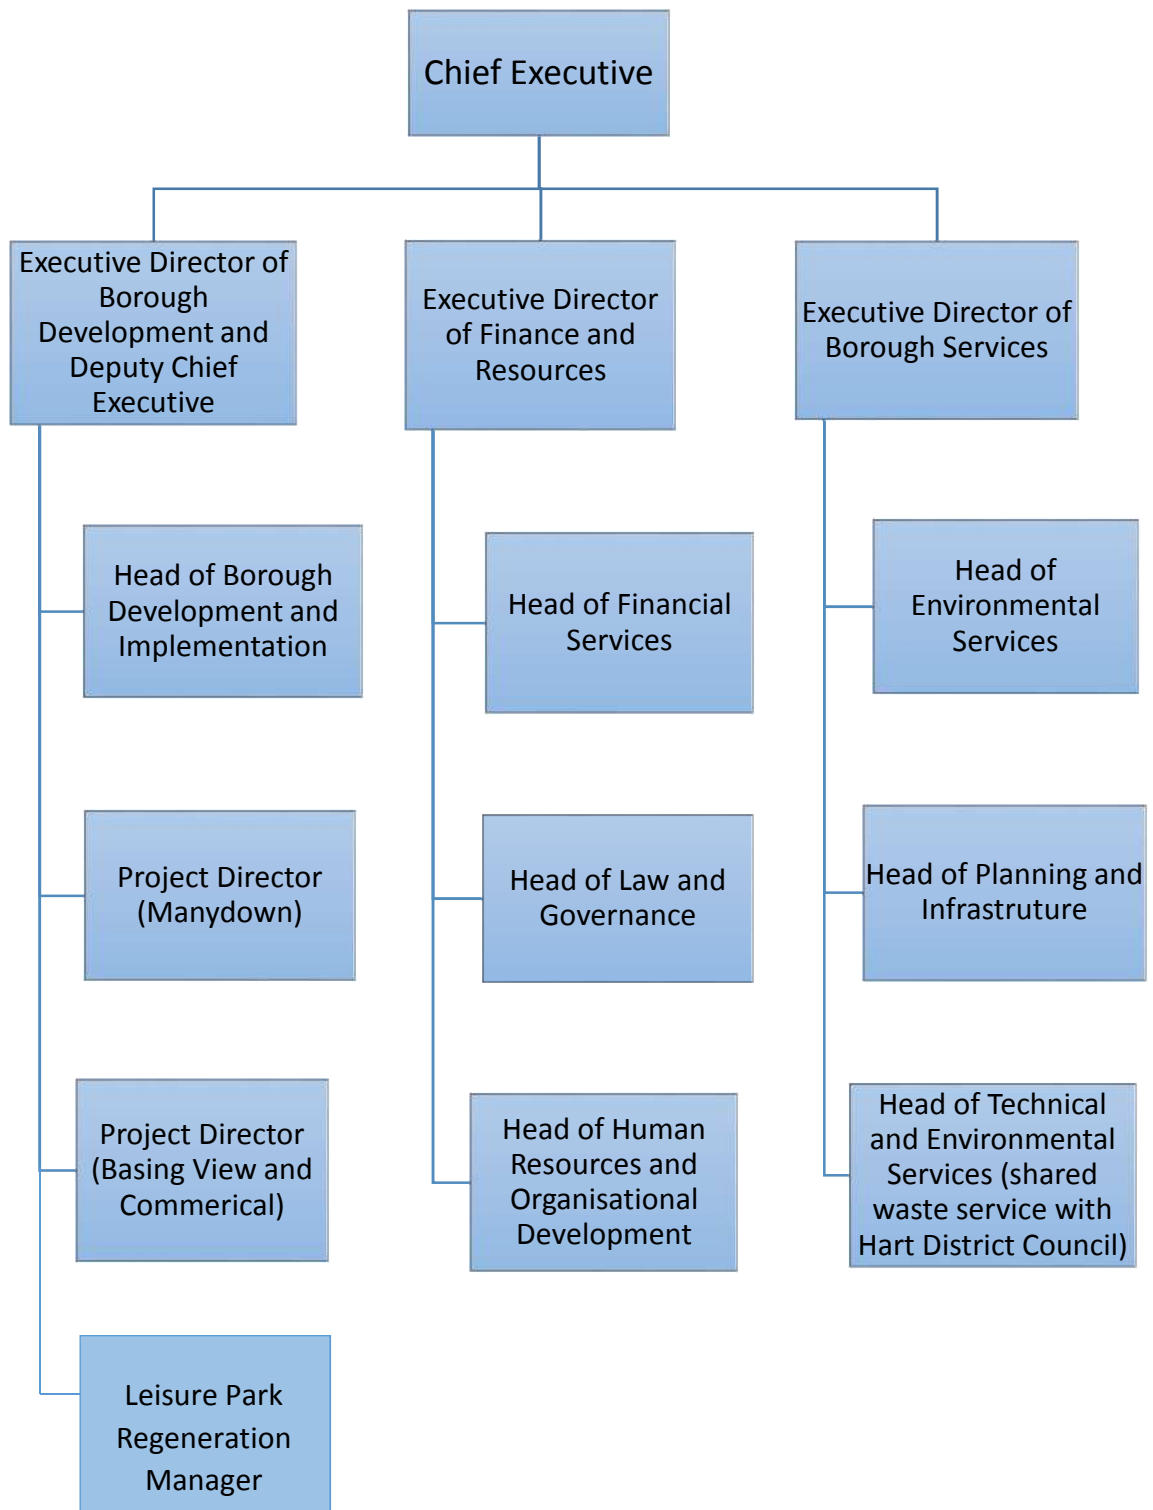 Chief Executive
Executive Director of
Borough
Development and
Deputy Chief
Executive
Head of Borough
Development and
Implementation
Project Director
(Manydown)
Project Director
(Basing View and
Commerical)
Leisure Park
Regeneration
Manager
Executive Director
of Finance and
Resources
Head of Financial
Services
Head of Law and
Governance
Head of Human
Resources and
Organisational
Development
Executive Director of
Borough Services
Head of
Environmental
Services
Head of Planning and
Infrastruture
Head of Technical
and Environmental
Services (shared
waste service with
Hart District Council)